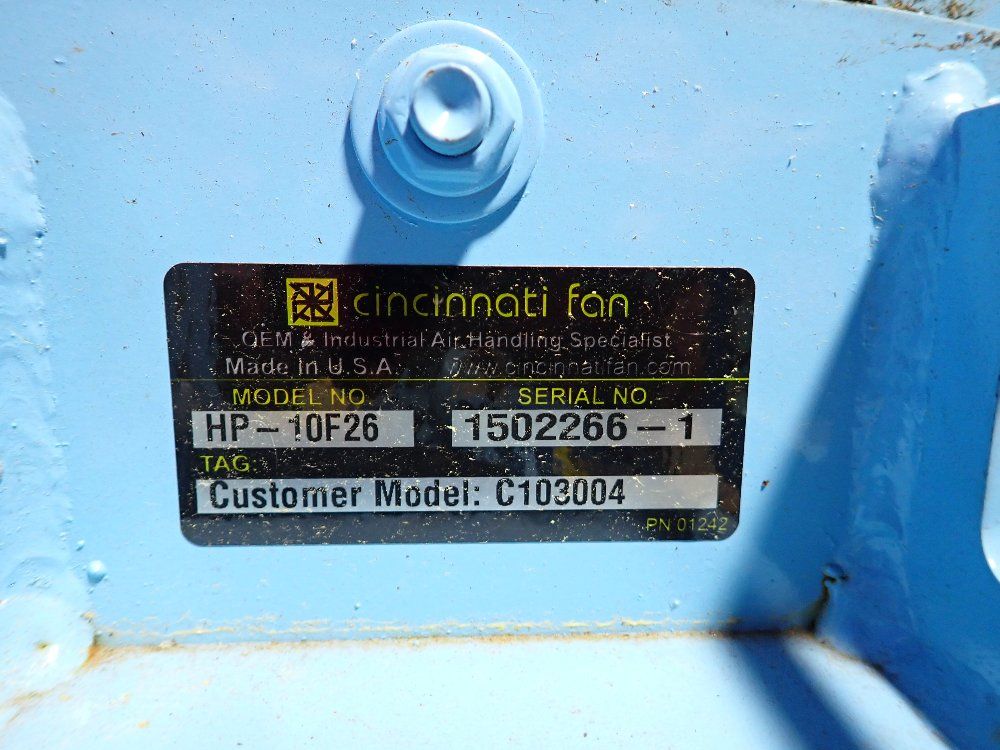 cincinnati fan
OEM & Industrial Air Handling Specialist
Made in U.S.A. www.cincinnatifan.com
MODEL NO. SERIAL NO.
HP-10F26 1502266-1
TAG:
Customer Model: C103004
PN 01242